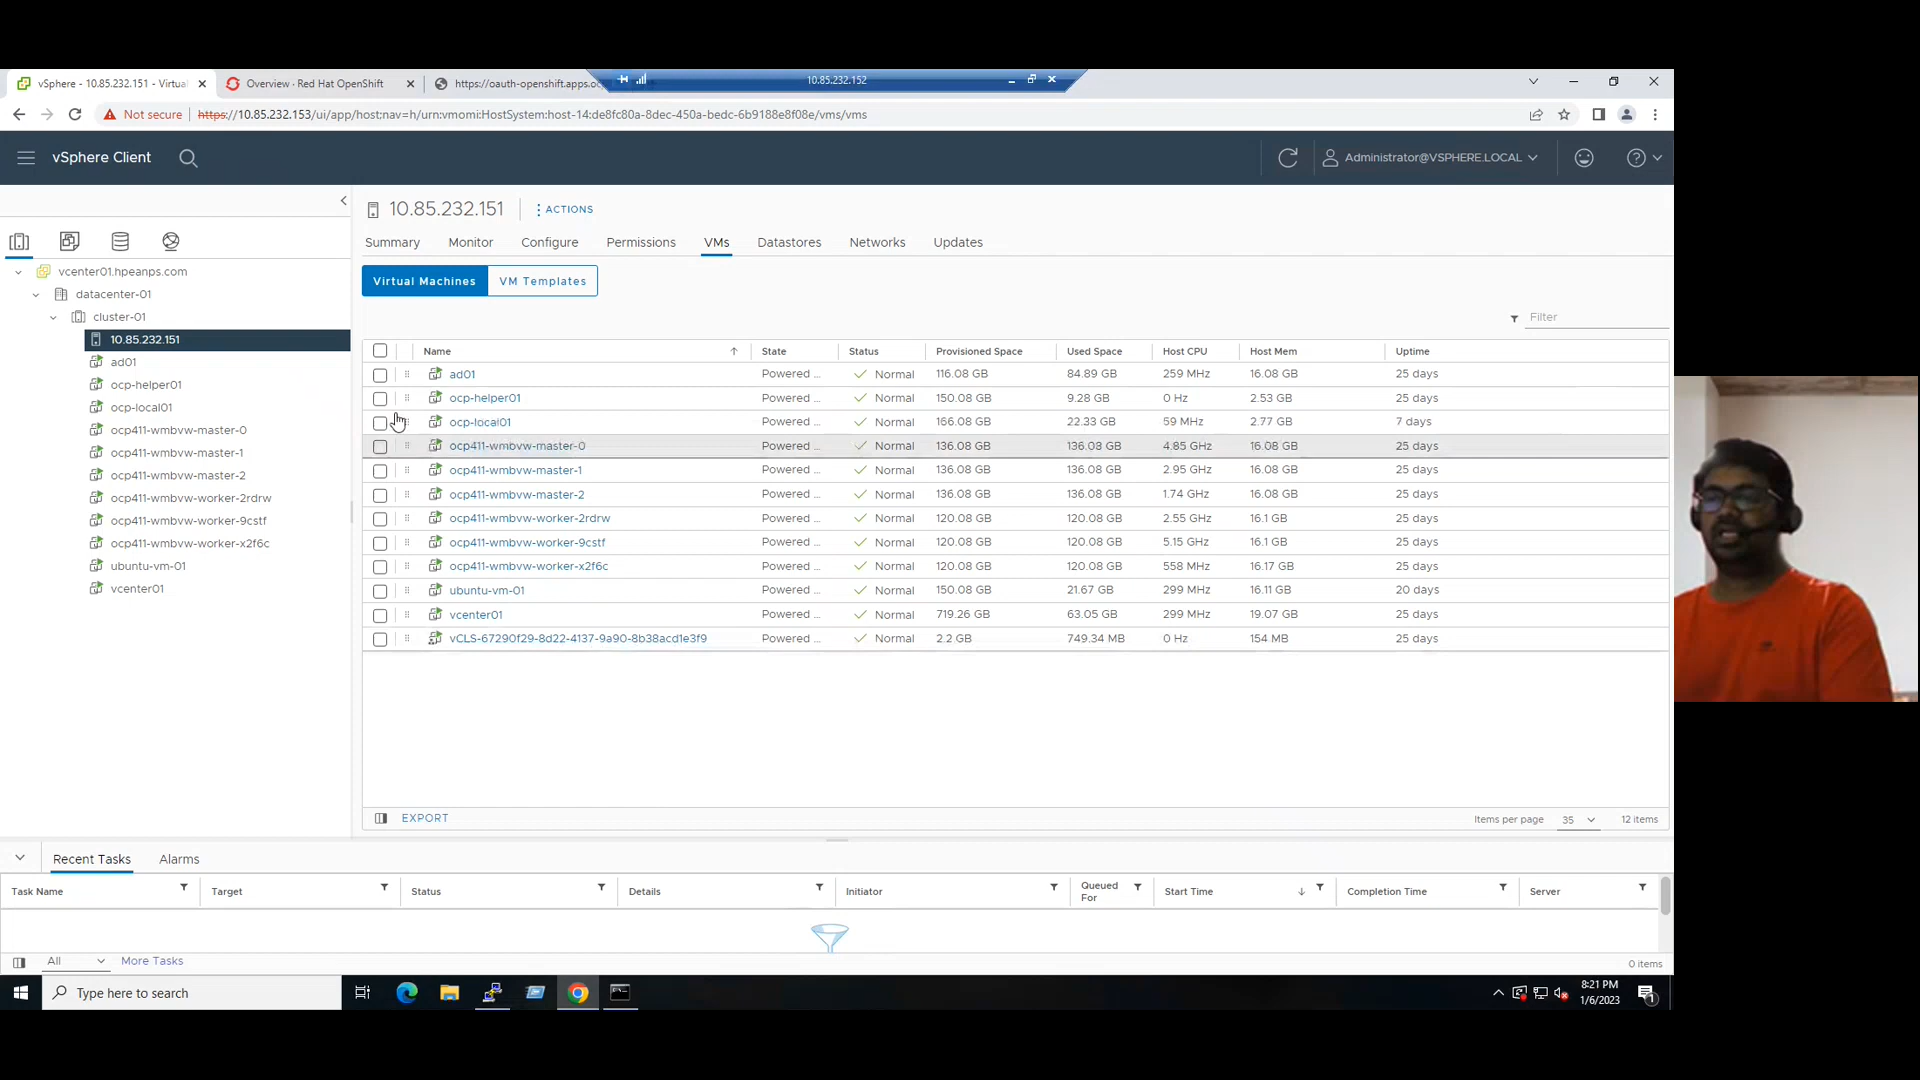 vSphere - 10.85.232.151 - Virtual
Overview · Red Hat OpenShift
https://oauth-openshift.apps.oc
10.85.232.152
Not secure
https://10.85.232.153/ui/app/host:nav=h/urn:vmomi:HostSystem:host-14:de8fc80a-8dec-450a-bedc-6b9188e8f08e/vms/vms
vSphere Client
Administrator@VSPHERE.LOCAL
10.85.232.151
ACTIONS
Summary Monitor Configure Permissions VMs Datastores Networks Updates
Virtual Machines VM Templates
vcenter01.hpeanps.com
datacenter-01
cluster-01
10.85.232.151
ad01
ocp-helper01
ocp-local01
ocp411-wmbvw-master-0
ocp411-wmbvw-master-1
ocp411-wmbvw-master-2
ocp411-wmbvw-worker-2rdrw
ocp411-wmbvw-worker-9cstf
ocp411-wmbvw-worker-x2f6c
ubuntu-vm-01
vcenter01
Filter
Name State Status Provisioned Space Used Space Host CPU Host Mem Uptime
ad01 Powered ... Normal 116.08 GB 84.89 GB 259 MHz 16.08 GB 25 days
ocp-helper01 Powered ... Normal 150.08 GB 9.28 GB 0 Hz 2.53 GB 25 days
ocp-local01 Powered ... Normal 166.08 GB 22.33 GB 59 MHz 2.77 GB 7 days
ocp411-wmbvw-master-0 Powered ... Normal 136.08 GB 136.08 GB 4.85 GHz 16.08 GB 25 days
ocp411-wmbvw-master-1 Powered ... Normal 136.08 GB 136.08 GB 2.95 GHz 16.08 GB 25 days
ocp411-wmbvw-master-2 Powered ... Normal 136.08 GB 136.08 GB 1.74 GHz 16.08 GB 25 days
ocp411-wmbvw-worker-2rdrw Powered ... Normal 120.08 GB 120.08 GB 2.55 GHz 16.1 GB 25 days
ocp411-wmbvw-worker-9cstf Powered ... Normal 120.08 GB 120.08 GB 5.15 GHz 16.1 GB 25 days
ocp411-wmbvw-worker-x2f6c Powered ... Normal 120.08 GB 120.08 GB 558 MHz 16.17 GB 25 days
ubuntu-vm-01 Powered ... Normal 150.08 GB 21.67 GB 299 MHz 16.11 GB 20 days
vcenter01 Powered ... Normal 719.26 GB 63.05 GB 299 MHz 19.07 GB 25 days
vCLS-67290f29-8d22-4137-9a90-8b38acd1e3f9 Powered ... Normal 2.2 GB 749.34 MB 0 Hz 154 MB 25 days
EXPORT
Items per page 35 12 items
Recent Tasks Alarms
Task Name Target Status Details Initiator Queued For Start Time Completion Time Server
All More Tasks
0 items
Type here to search
8:21 PM
1/6/2023
1